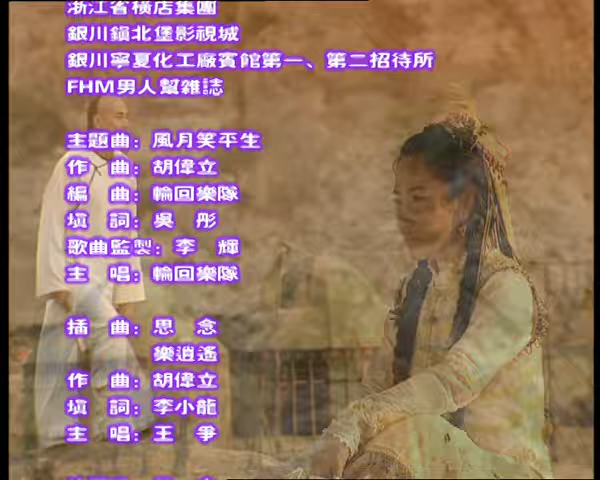 浙江省橫店集團
銀川鎮北堡影視城
銀川寧夏化工廠賓館第一、第二招待所
FHM男人幫雜誌
主題曲：風月笑平生
作 曲：胡偉立
編 曲：輪回樂隊
填 詞：吳 彤
歌曲監製：李 輝
主 唱：輪回樂隊
插 曲：思 念
樂逍遙
作 曲：胡偉立
填 詞：李小龍
主 唱：王 爭